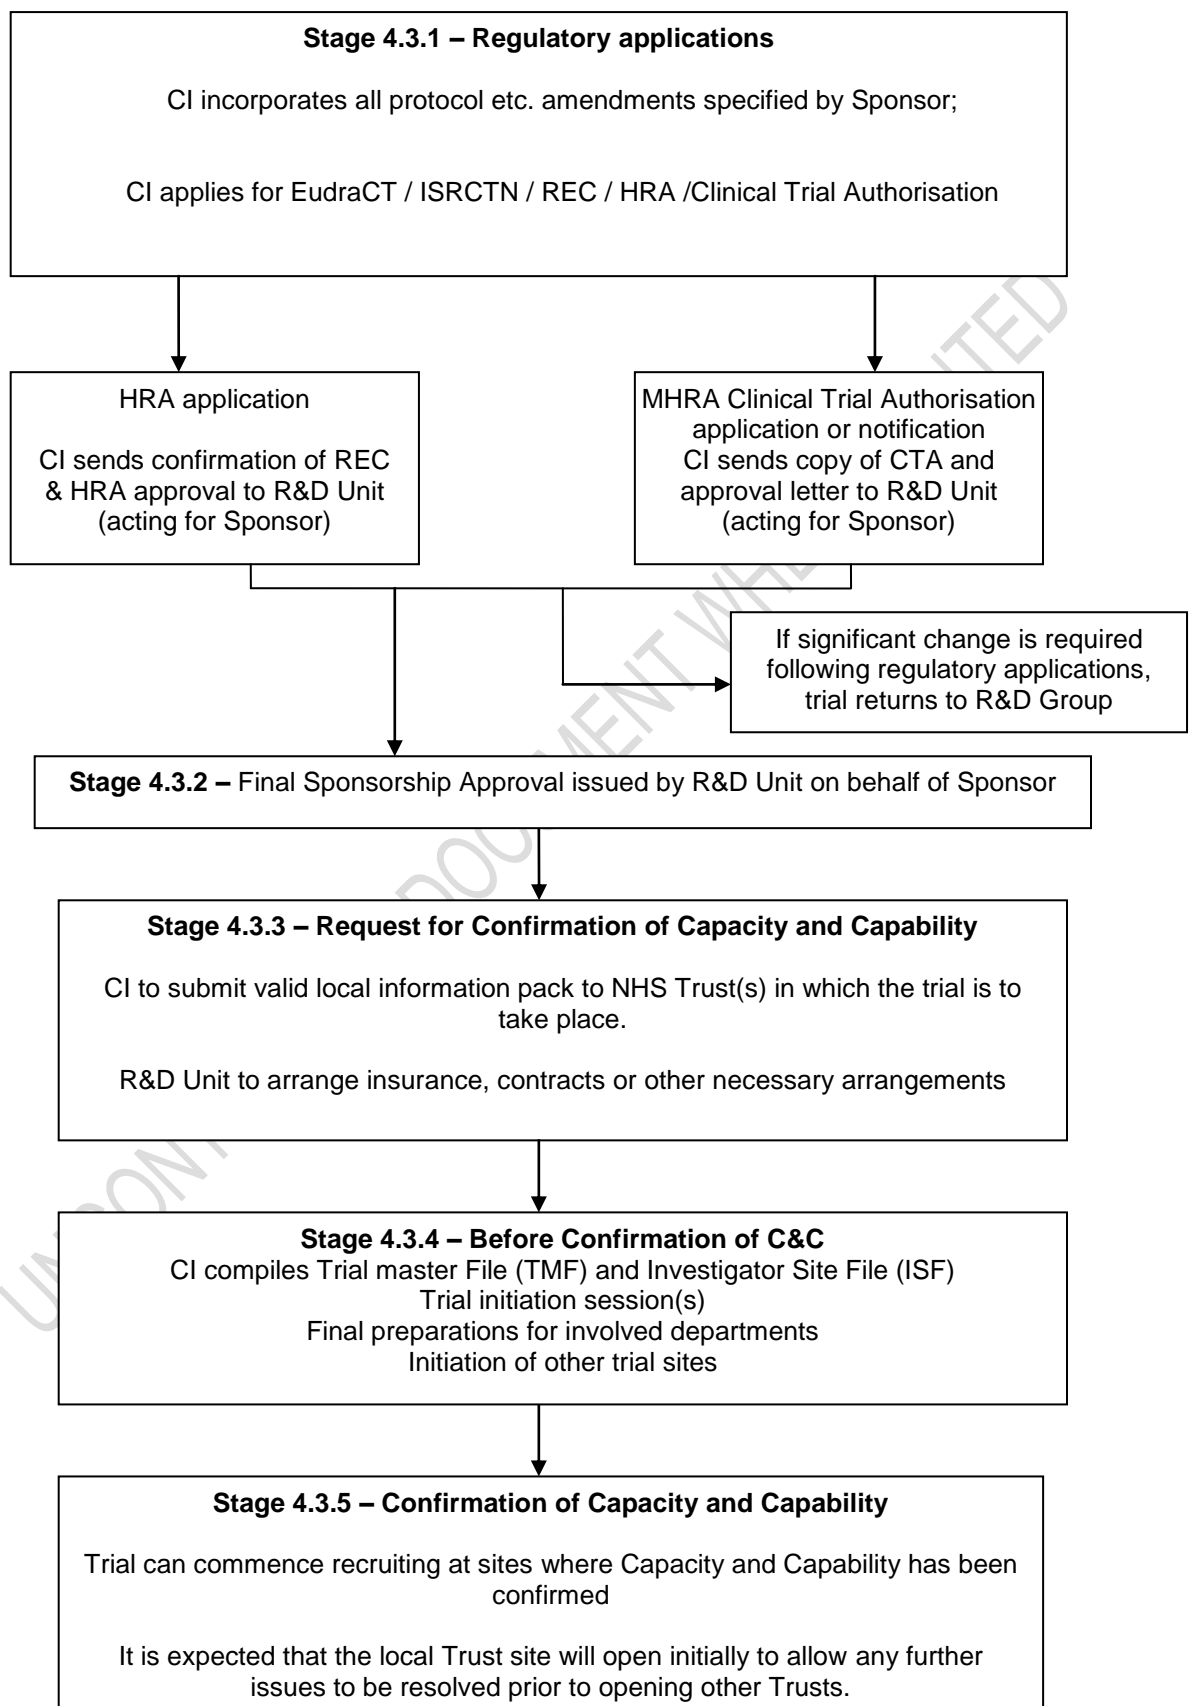 Stage 4.3.1 – Regulatory applications
CI incorporates all protocol etc. amendments specified by Sponsor;
CI applies for EudraCT / ISRCTN / REC / HRA /Clinical Trial Authorisation
HRA application
CI sends confirmation of REC
& HRA approval to R&D Unit
(acting for Sponsor)
MHRA Clinical Trial Authorisation
application or notification
CI sends copy of CTA and
approval letter to R&D Unit
(acting for Sponsor)
If significant change is required
following regulatory applications,
trial returns to R&D Group
Stage 4.3.2 – Final Sponsorship Approval issued by R&D Unit on behalf of Sponsor
Stage 4.3.3 – Request for Confirmation of Capacity and Capability
CI to submit valid local information pack to NHS Trust(s) in which the trial is to
take place.
R&D Unit to arrange insurance, contracts or other necessary arrangements
Stage 4.3.4 – Before Confirmation of C&C
CI compiles Trial master File (TMF) and Investigator Site File (ISF)
Trial initiation session(s)
Final preparations for involved departments
Initiation of other trial sites
Stage 4.3.5 – Confirmation of Capacity and Capability
Trial can commence recruiting at sites where Capacity and Capability has been
confirmed
It is expected that the local Trust site will open initially to allow any further
issues to be resolved prior to opening other Trusts.